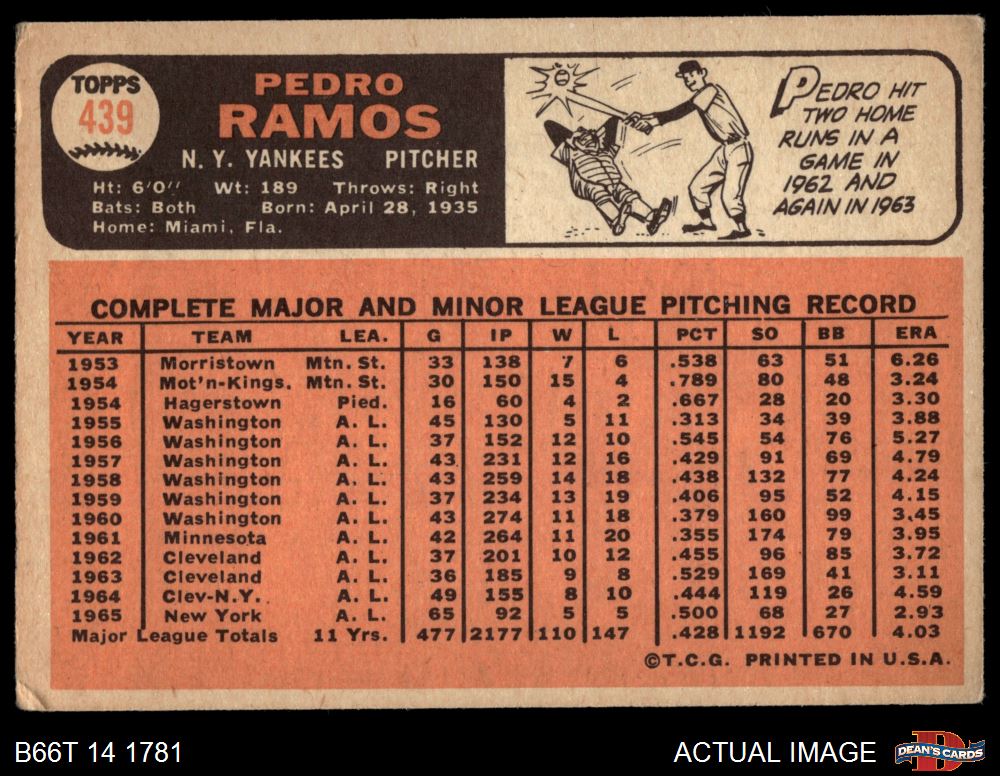 TOPPS
439
PEDRO
RAMOS
N. Y. YANKEES PITCHER
Ht: 6'0" Wt: 189 Throws: Right
Bats: Both Born: April 28, 1935
Home: Miami, Fla.
PEDRO HIT
TWO HOME
RUNS IN A
GAME IN
1962 AND
AGAIN IN 1963
COMPLETE MAJOR AND MINOR LEAGUE PITCHING RECORD
YEAR TEAM LEA. G IP W L PCT SO BB ERA
1953 Morristown Mtn. St. 33 138 7 6 .538 63 51 6.26
1954 Mot'n-Kings. Mtn. St. 30 150 15 4 .789 80 48 3.24
1954 Hagerstown Pied. 16 60 4 2 .667 28 20 3.30
1955 Washington A. L. 45 130 5 11 .313 34 39 3.88
1956 Washington A. L. 37 152 12 10 .545 54 76 5.27
1957 Washington A. L. 43 231 12 16 .429 91 69 4.79
1958 Washington A. L. 43 259 14 18 .438 132 77 4.24
1959 Washington A. L. 37 234 13 19 .406 95 52 4.15
1960 Washington A. L. 43 274 11 18 .379 160 99 3.45
1961 Minnesota A. L. 42 264 11 20 .355 174 79 3.95
1962 Cleveland A. L. 37 201 10 12 .455 96 85 3.72
1963 Cleveland A. L. 36 185 9 8 .529 169 41 3.11
1964 Clev-N.Y. A. L. 49 155 8 10 .444 119 26 4.59
1965 New York A. L. 65 92 5 5 .500 68 27 2.93
Major League Totals 11 Yrs. 477 2177 110 147 .428 1192 670 4.03
©T.C.G. PRINTED IN U.S.A.
B66T 14 1781
ACTUAL IMAGE
DEAN'S CARDS